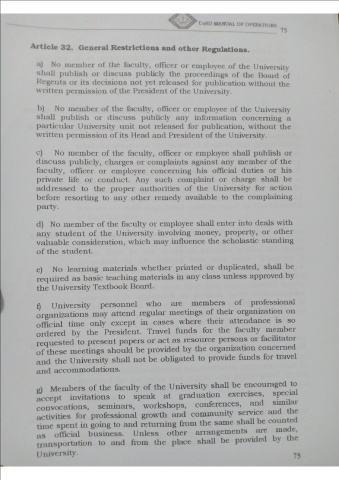 CsSU MANUAL OF OPERATIONS
75
Article 32. General Restrictions and other Regulations.
a) No member of the faculty, officer or employee of the University
shall publish or discuss publicly the proceedings of the Board of
Regents or its decisions not yet released for publication without the
written permission of the President of the University.
b) No member of the faculty, officer or employee of the University
shall publish or discuss publicly any information concerning a
particular University unit not released for publication, without the
written permission of its Head and President of the University.
c) No member of the faculty, officer or employee shall publish or
discuss publicly, charges or complaints against any member of the
faculty, officer or employee concerning his official duties or his
private life or conduct. Any such complaint or charge shall be
addressed to the proper authorities of the University for action
before resorting to any other remedy available to the complaining
party.
d) No member of the faculty or employee shall enter into deals with
any student of the University involving money, property, or other
valuable consideration, which may influence the scholastic standing
of the student.
e) No learning materials whether printed or duplicated, shall be
required as basic teaching materials in any class unless approved by
the University Textbook Board.
f) University personnel who are members of professional
organizations may attend regular meetings of their organization on
official time only except in cases where their attendance is so
ordered by the President. Travel funds for the faculty member
requested to present papers or act as resource persons or facilitator
of these meetings should be provided by the organization concerned
and the University shall not be obligated to provide funds for travel
and accommodations.
g) Members of the faculty of the University shall be encouraged to
accept invitations to speak at graduation exercises, special
convocations, seminars, workshops, conferences, and similar
activities for professional growth and community service and the
time spent in going to and returning from the same shall be counted
as official business. Unless other arrangements are made,
transportation to and from the place shall be provided by the
University.
75